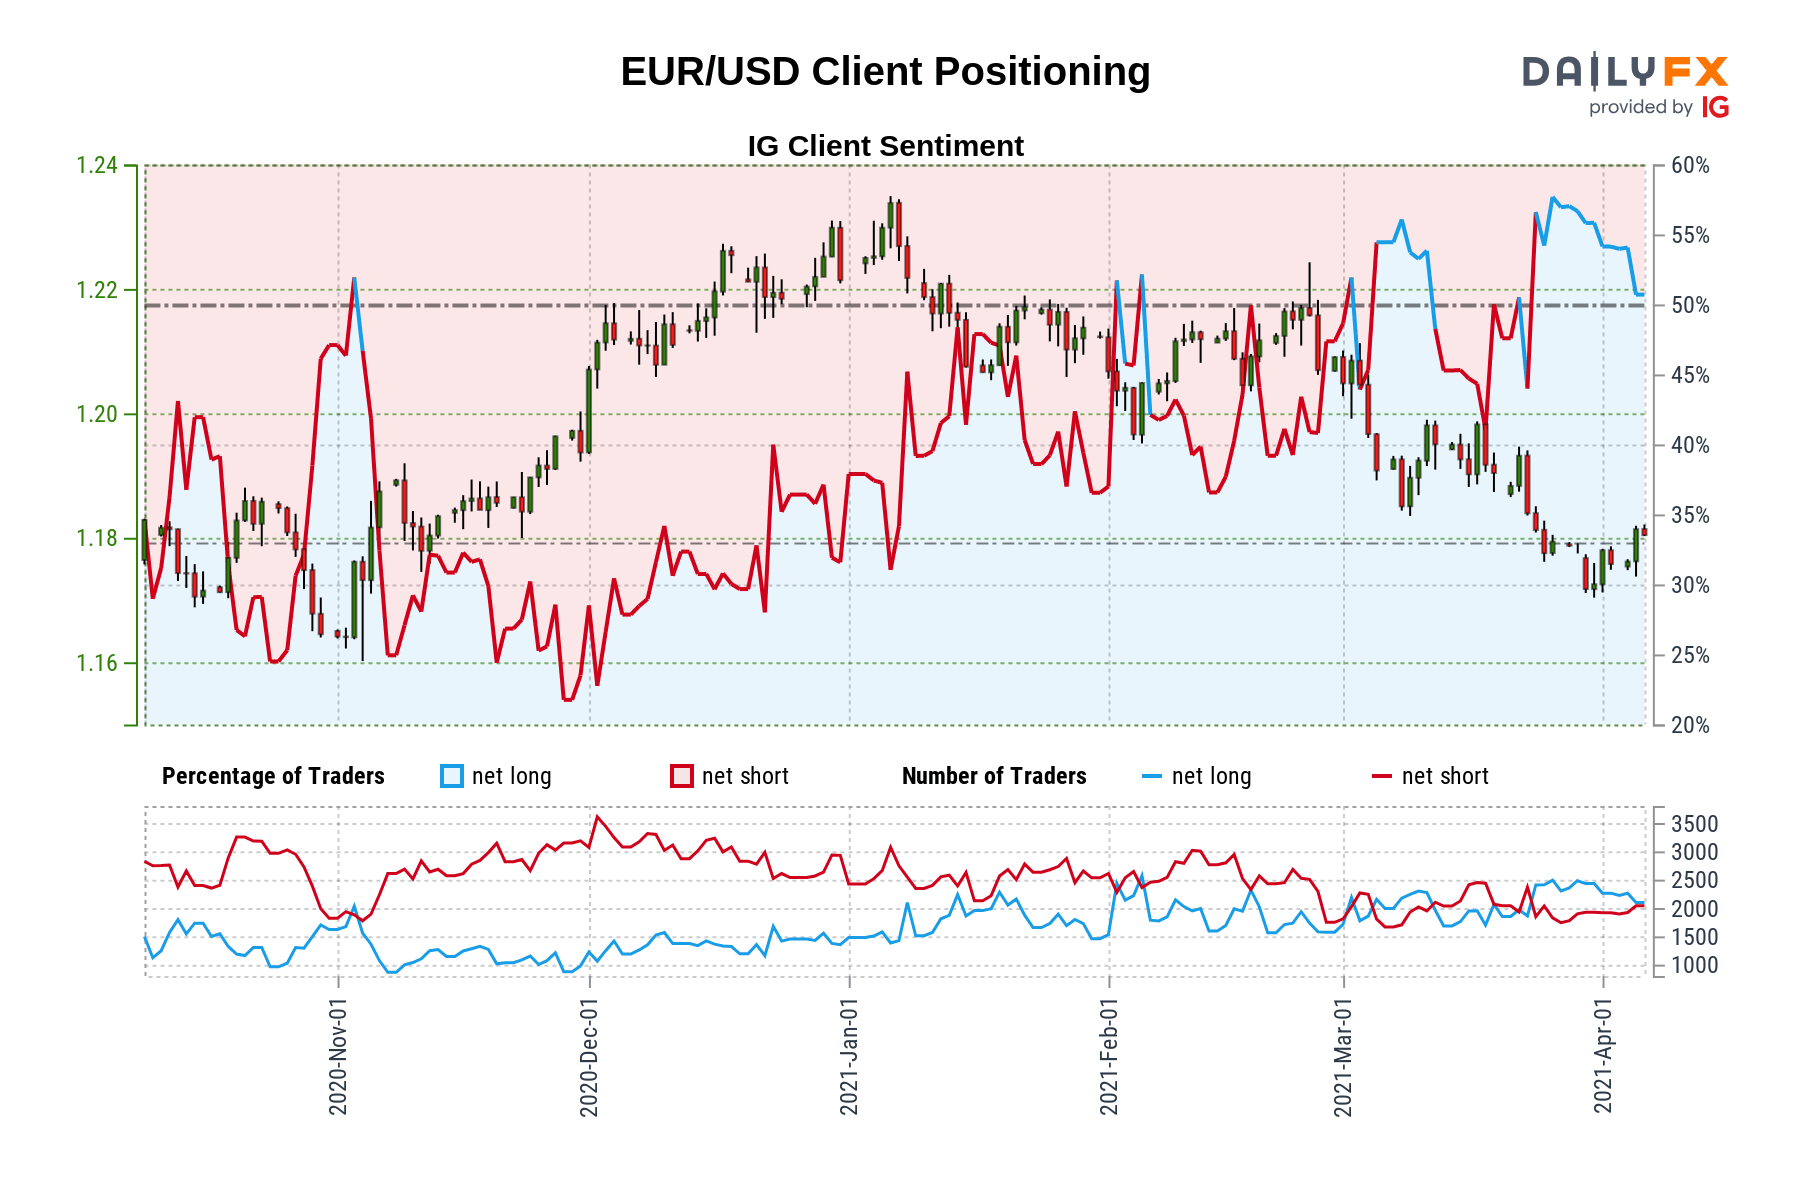 EUR/USD Client Positioning
DAILYFX
provided by IG
IG Client Sentiment
1.24
1.22
1.20
1.18
1.16
60%
55%
50%
45%
40%
35%
30%
25%
20%
Percentage of Traders net long net short Number of Traders net long net short
3500
3000
2500
2000
1500
1000
2020-Nov-01
2020-Dec-01
2021-Jan-01
2021-Feb-01
2021-Mar-01
2021-Apr-01